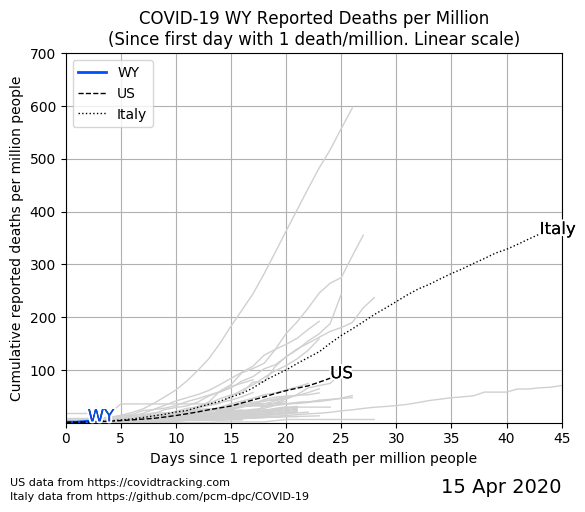 COVID-19 WY Reported Deaths per Million
(Since first day with 1 death/million. Linear scale)
Cumulative reported deaths per million people
700
600
500
400
300
200
100
WY
US
Italy
Italy
US
WY
0
5
10
15
20
25
30
35
40
45
Days since 1 reported death per million people
US data from https://covidtracking.com
Italy data from https://github.com/pcm-dpc/COVID-19
15 Apr 2020